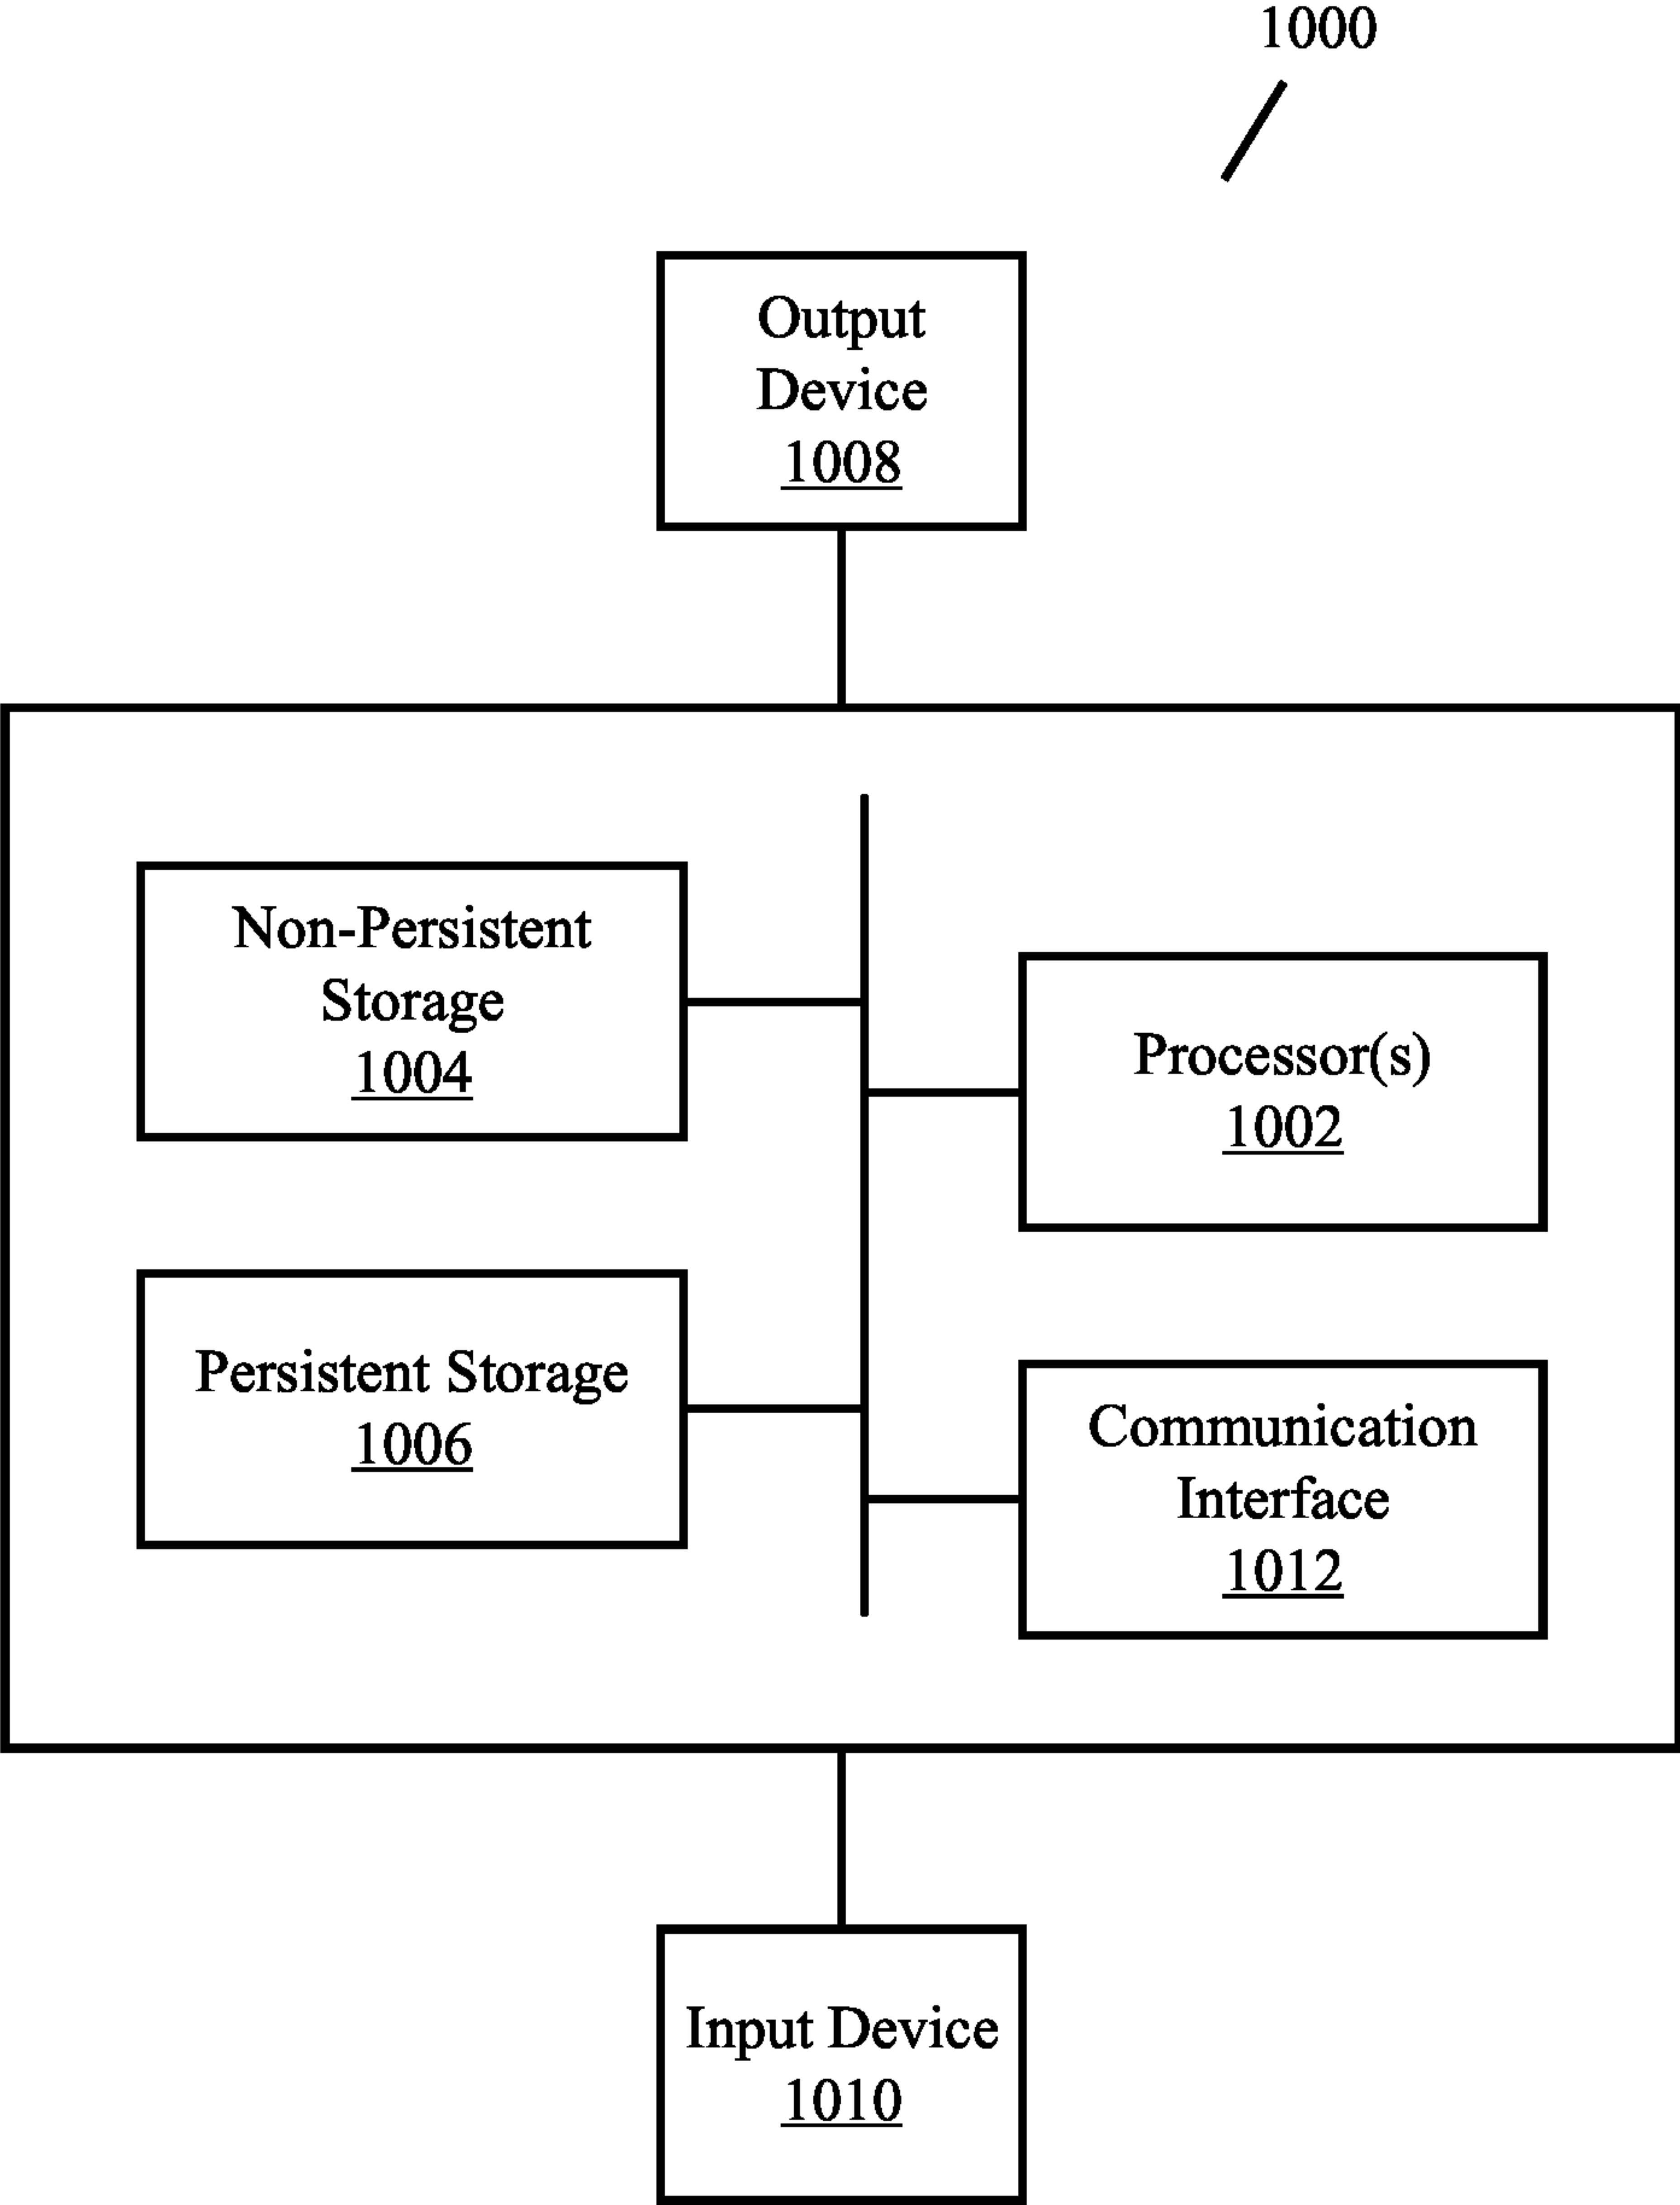 1000
Output
Device
1008
Non-Persistent
Storage
1004
Processor(s)
1002
Persistent Storage
1006
Communication
Interface
1012
Input Device
1010